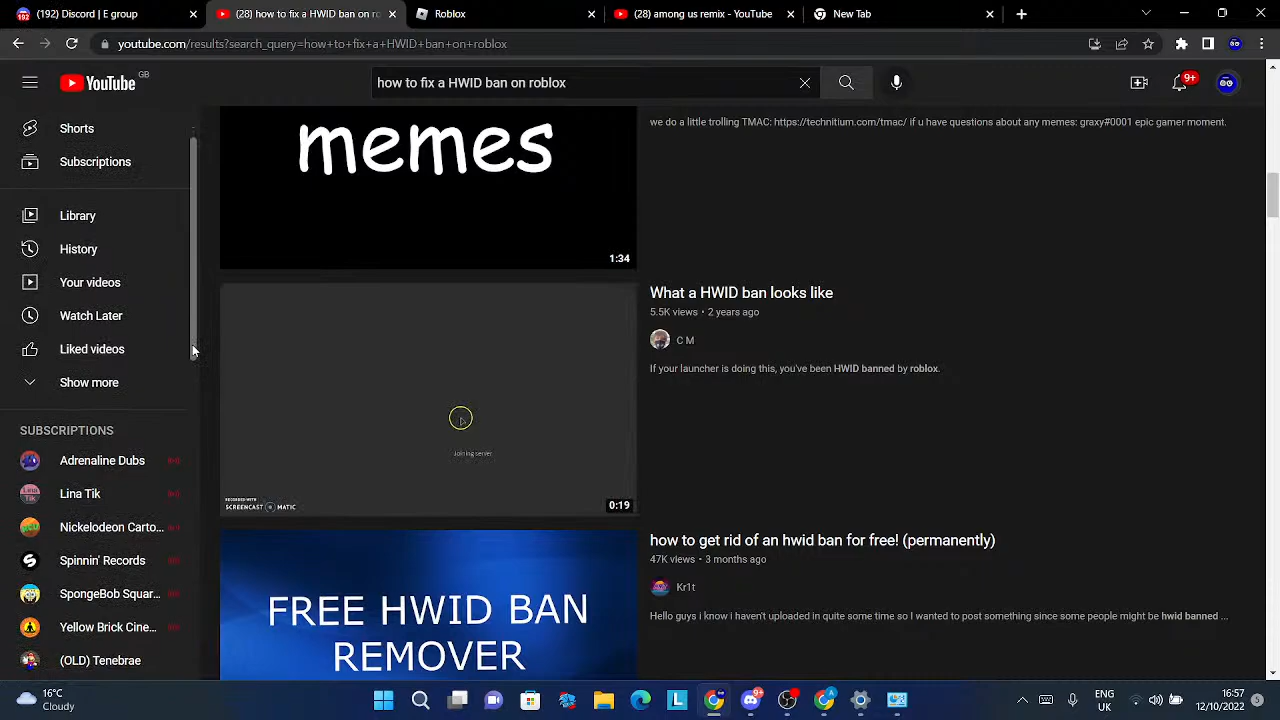 (192) Discord | E group
(28) how to fix a HWID ban on ro
Roblox
(28) among us remix - YouTube
New Tab
youtube.com/results?search_query=how+to+fix+a+HWID+ban+on+roblox
YouTube GB
how to fix a HWID ban on roblox
9+
Shorts
Subscriptions
Library
History
Your videos
Watch Later
Liked videos
Show more
SUBSCRIPTIONS
Adrenaline Dubs
Lina Tik
Nickelodeon Carto...
Spinnin' Records
SpongeBob Squar...
Yellow Brick Cine...
(OLD) Tenebrae
memes
1:34
we do a little trolling TMAC: https://technitium.com/tmac/ if u have questions about any memes: graxy#0001 epic gamer moment.
Joining server
RECORDED WITH
SCREENCAST MATIC
0:19
What a HWID ban looks like
5.5K views • 2 years ago
C M
If your launcher is doing this, you've been HWID banned by roblox.
FREE HWID BAN
REMOVER
how to get rid of an hwid ban for free! (permanently)
47K views • 3 months ago
Kr1t
Hello guys i know i haven't uploaded in quite some time so I wanted to post something since some people might be hwid banned ...
16°C
Cloudy
L
9+
A
ENG
UK
16:57
12/10/2022
5